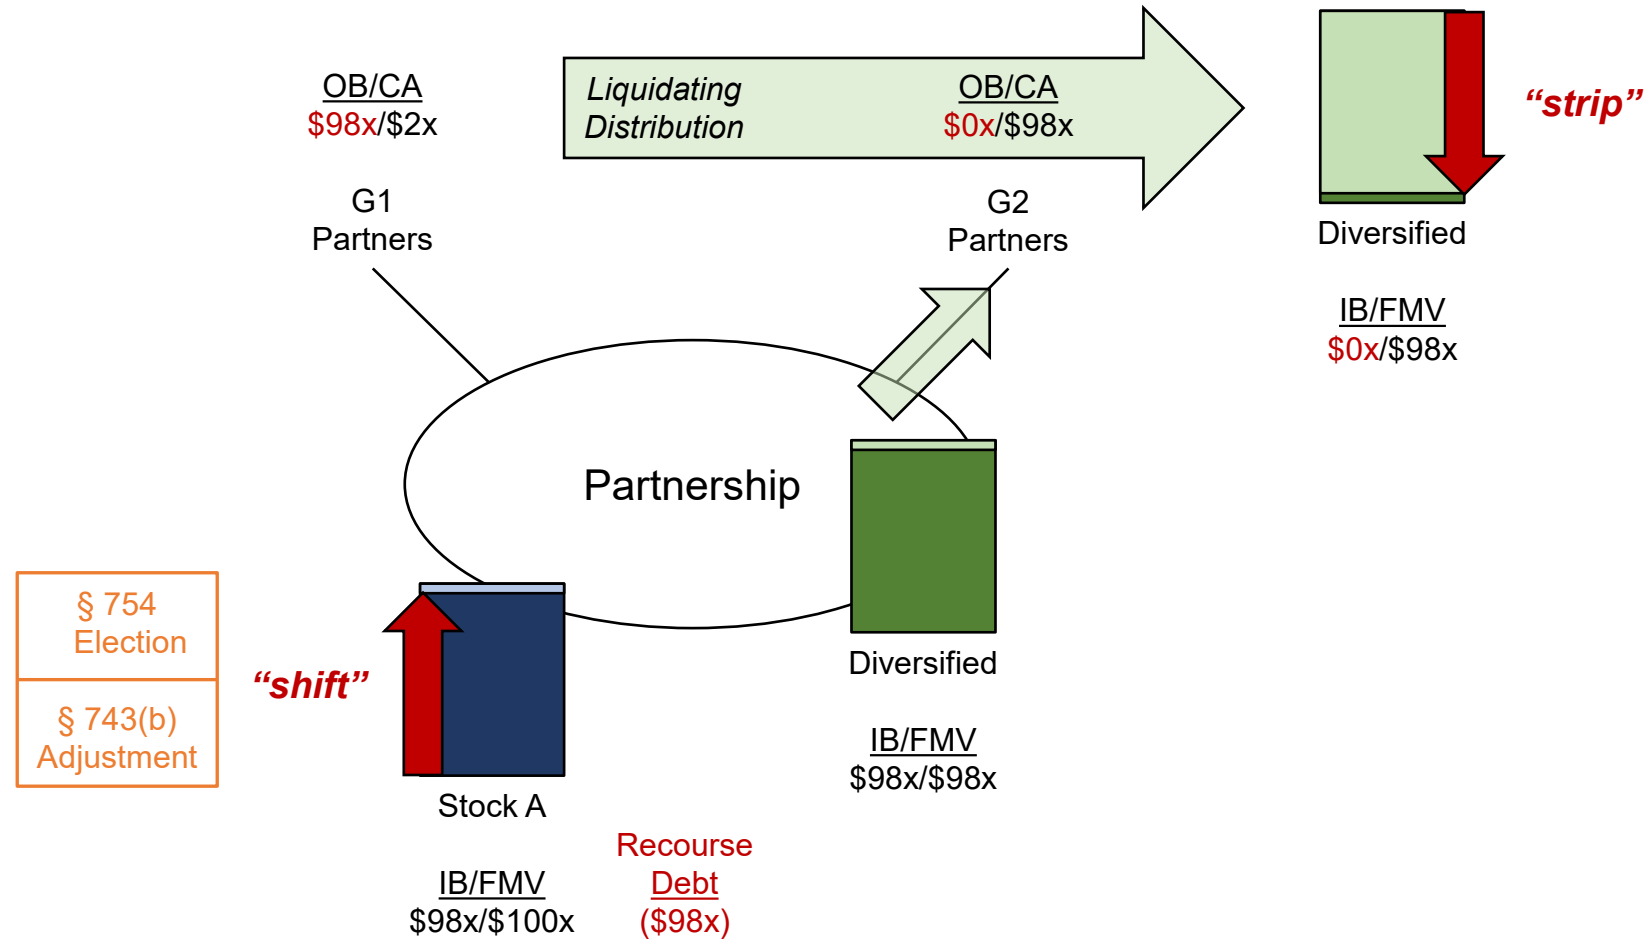 OB/CA
$98x/$2x
G1
Partners
Liquidating
Distribution
OB/CA
$0x/$98x
G2
Partners
“strip”
Diversified
IB/FMV
$0x/$98x
Partnership
§ 754
Election
§ 743(b)
Adjustment
“shift”
Stock A
IB/FMV
$98x/$100x
Recourse
Debt
($98x)
Diversified
IB/FMV
$98x/$98x